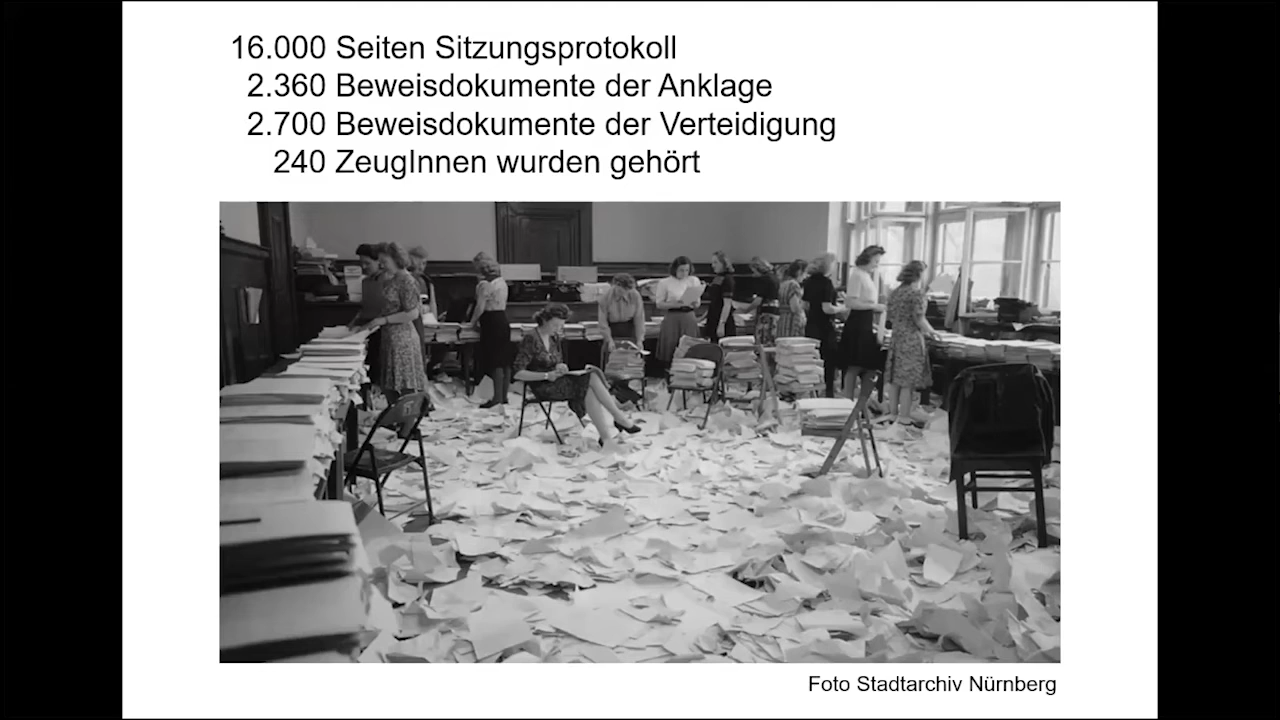 16.000 Seiten Sitzungsprotokoll
2.360 Beweisdokumente der Anklage
2.700 Beweisdokumente der Verteidigung
240 ZeugInnen wurden gehört
Foto Stadtarchiv Nürnberg